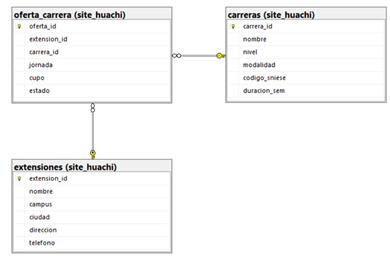 oferta_carrera (site_huachi)
oferta_id
extension_id
carrera_id
jornada
cupo
estado
carreras (site_huachi)
carrera_id
nombre
nivel
modalidad
codigo_sniese
duracion_sem
extensiones (site_huachi)
extension_id
nombre
campus
ciudad
direccion
telefono